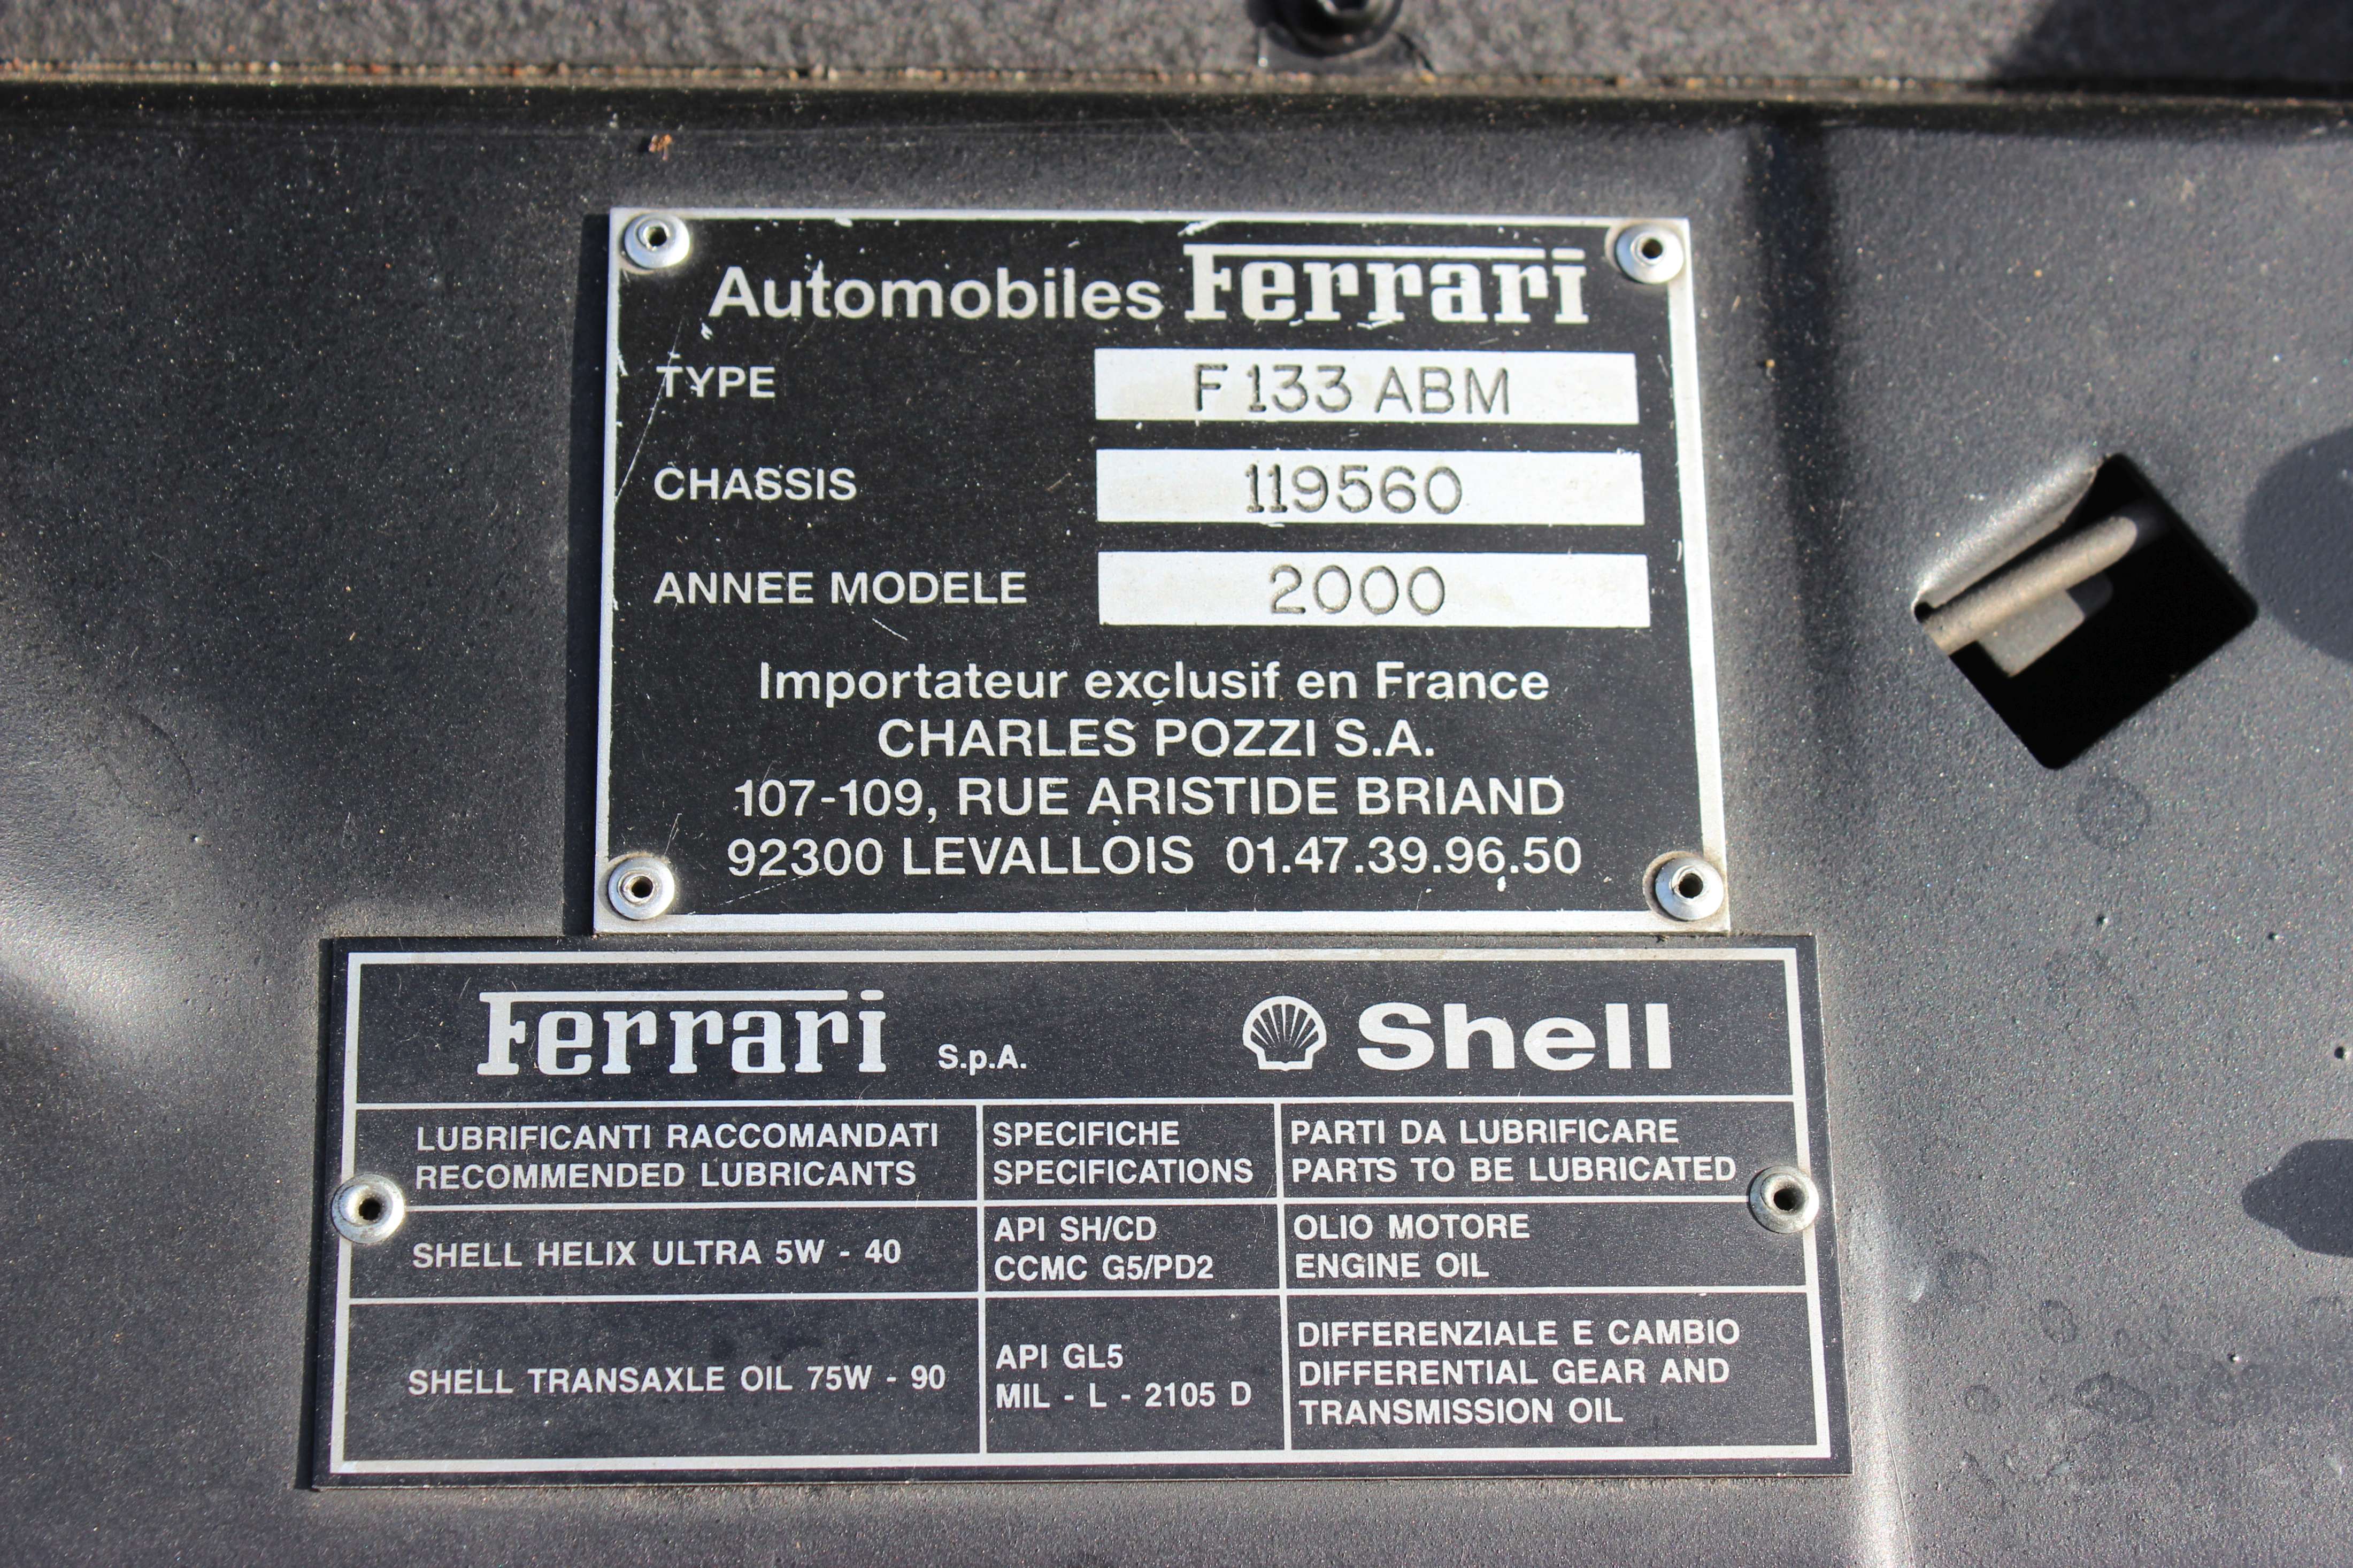 Automobiles Ferrari
TYPE F 133 ABM
CHASSIS 119560
ANNEE MODELE 2000
Importateur exclusif en France
CHARLES POZZI S.A.
107-109, RUE ARISTIDE BRIAND
92300 LEVALLOIS 01.47.39.96.50
Ferrari S.p.A. Shell
LUBRIFICANTI RACCOMANDATI
RECOMMENDED LUBRICANTS
SPECIFICHE
SPECIFICATIONS
PARTI DA LUBRIFICARE
PARTS TO BE LUBRICATED
SHELL HELIX ULTRA 5W - 40
API SH/CD
CCMC G5/PD2
OLIO MOTORE
ENGINE OIL
SHELL TRANSAXLE OIL 75W - 90
API GL5
MIL - L - 2105 D
DIFFERENZIALE E CAMBIO
DIFFERENTIAL GEAR AND
TRANSMISSION OIL